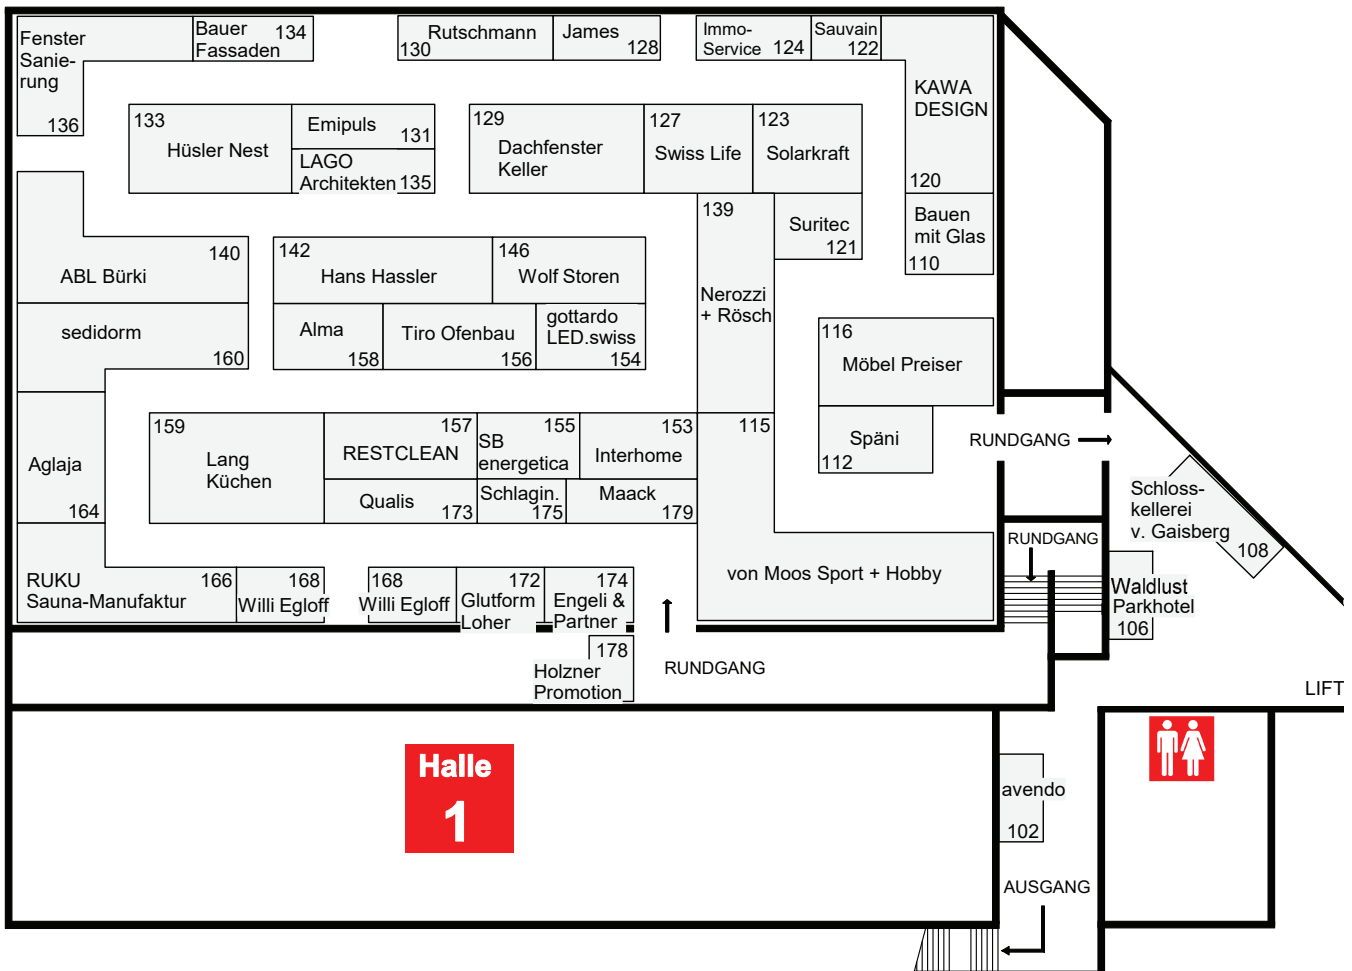 Fenster
Sanie-
rung
136
Bauer 134
Fassaden
Rutschmann
130
James
128
Immo-
Service 124
Sauvain
122
KAWA
DESIGN
120
133
Hüsler Nest
Emipuls
131
LAGO
Architekten 135
129
Dachfenster
Keller
127
Swiss Life
123
Solarkraft
139
Nerozzi
+ Rösch
Suritec
121
Bauen
mit Glas
110
140
ABL Bürki
142
Hans Hassler
146
Wolf Storen
sedidorm
160
Alma
158
Tiro Ofenbau
156
gottardo
LED.swiss
154
116
Möbel Preiser
Späni
112
RUNDGANG
Aglaja
164
159
Lang
Küchen
157
RESTCLEAN
155
SB
energetica
153
Interhome
115
von Moos Sport + Hobby
Qualis
173
Schlagin.
175
Maack
179
Schloss-
kellerei
v. Gaisberg
108
RUNDGANG
RUKU 166
Sauna-Manufaktur
168
Willi Egloff
168
Willi Egloff
172
Glutform
Loher
174
Engeli &
Partner
Waldlust
Parkhotel
106
178
Holzner
Promotion
RUNDGANG
LIFT
Halle
1
avendo
102
AUSGANG